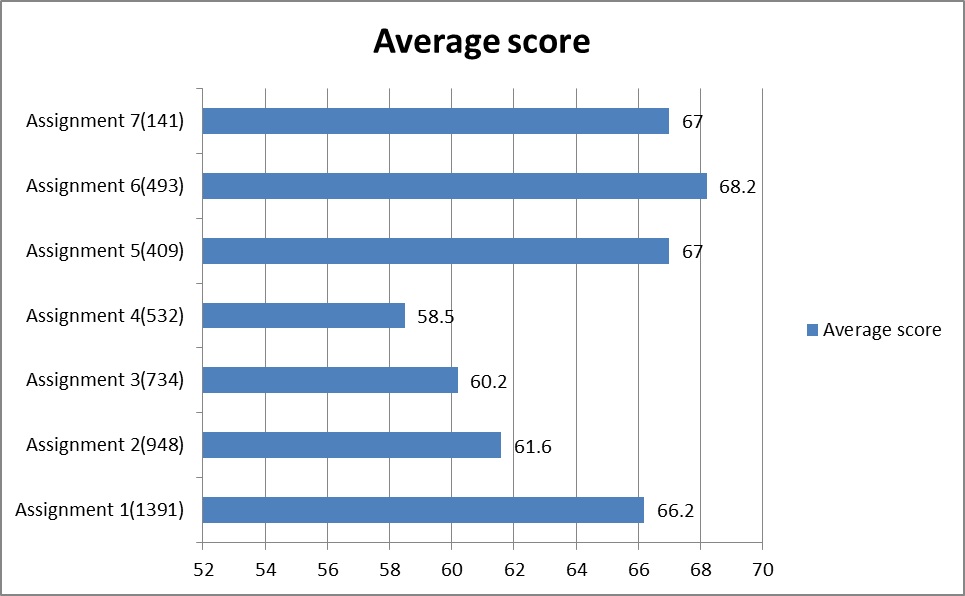 Average score
Assignment 7(141)
67
Assignment 6(493)
68.2
Assignment 5(409)
67
Assignment 4(532)
58.5
Average score
Assignment 3(734)
60.2
Assignment 2(948)
61.6
Assignment 1(1391)
66.2
52 54 56 58 60 62 64 66 68 70